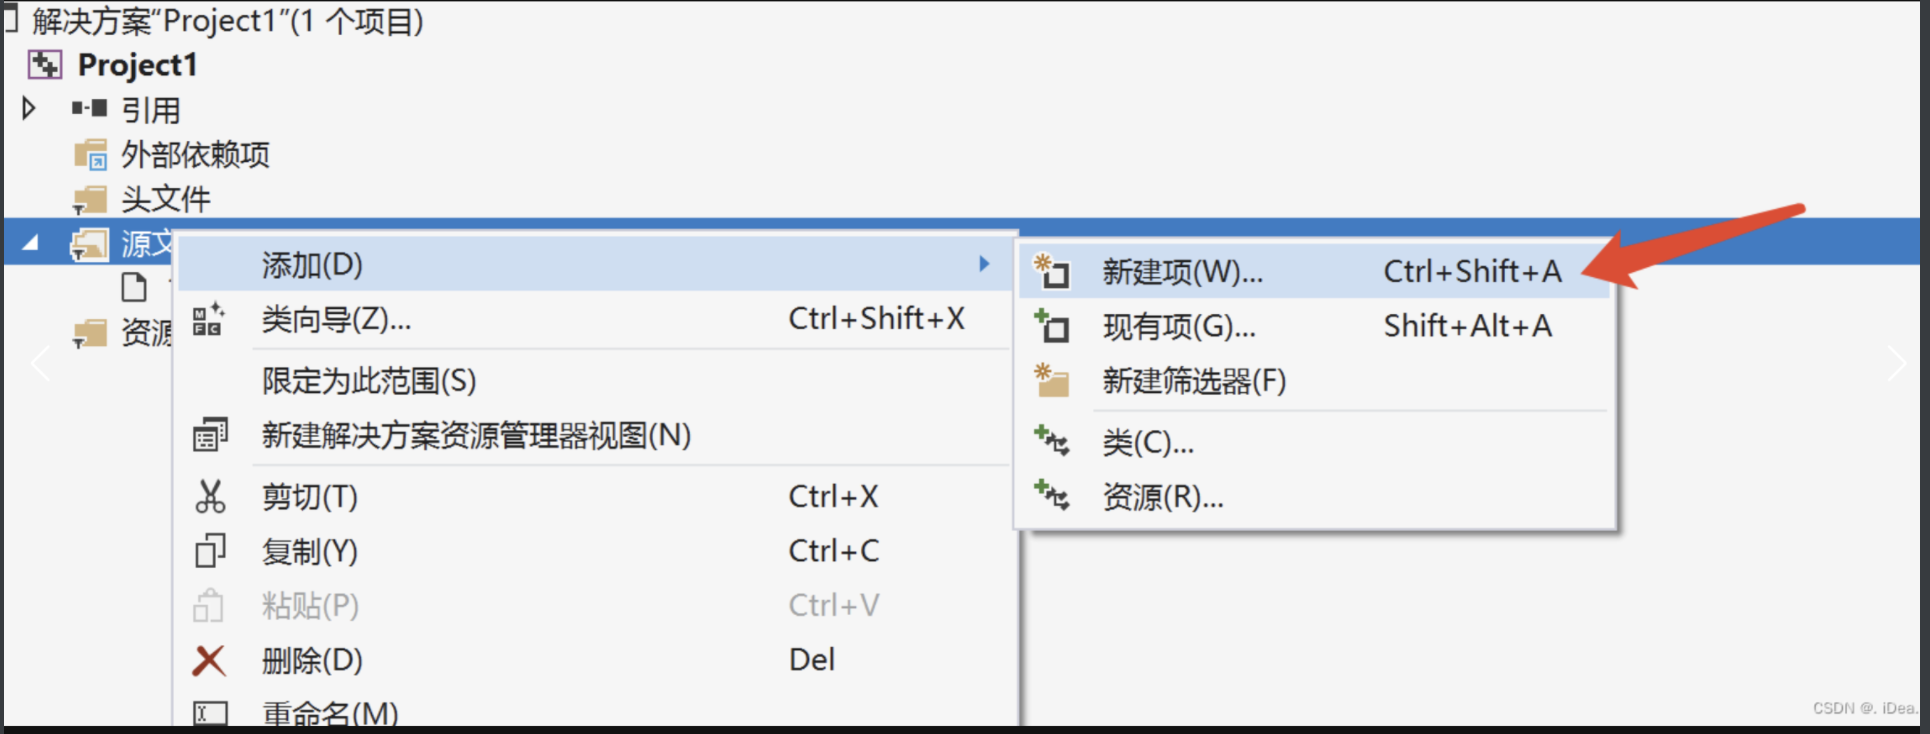 解决方案“Project1”(1 个项目)
Project1
引用
外部依赖项
头文件
源文
资源
添加(D)
类向导(Z)... Ctrl+Shift+X
限定为此范围(S)
新建解决方案资源管理器视图(N)
剪切(T) Ctrl+X
复制(Y) Ctrl+C
粘贴(P) Ctrl+V
删除(D) Del
重命名(M)
新建项(W)... Ctrl+Shift+A
现有项(G)... Shift+Alt+A
新建筛选器(F)
类(C)...
资源(R)...
CSDN @. iDea.